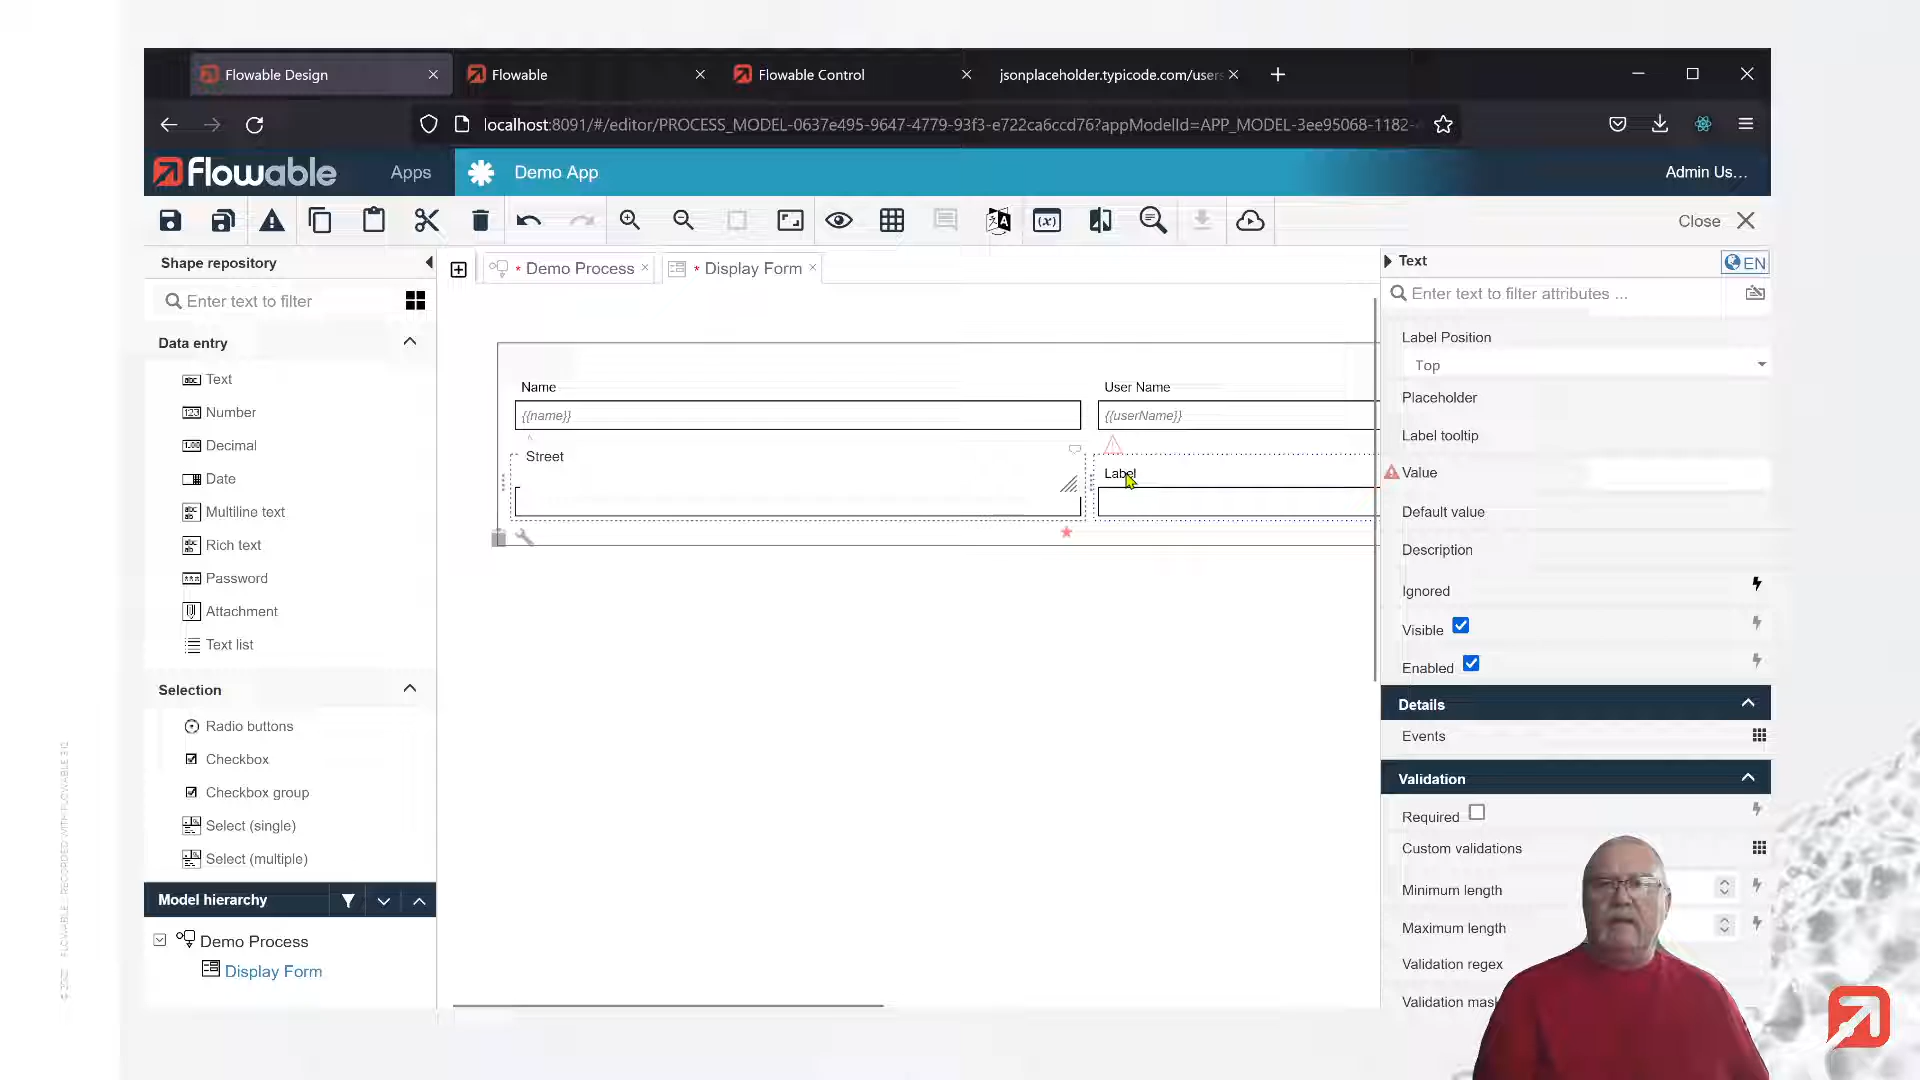 Flowable Design
Flowable
Flowable Control
jsonplaceholder.typicode.com/users
localhost:8091/#/editor/PROCESS_MODEL-0637e495-9647-4779-93f3-e722ca6ccd76?appModelId=APP_MODEL-3ee95068-1182-
Flowable
Apps
Demo App
Admin Us...
Close
Shape repository
Enter text to filter
Data entry
Text
Number
Decimal
Date
Multiline text
Rich text
Password
Attachment
Text list
Selection
Radio buttons
Checkbox
Checkbox group
Select (single)
Select (multiple)
Model hierarchy
Demo Process
Display Form
* Demo Process
* Display Form
Name
{{name}}
User Name
{{userName}}
Street
Label
Text
EN
Enter text to filter attributes ...
Label Position
Top
Placeholder
Label tooltip
Value
Default value
Description
Ignored
Visible
Enabled
Details
Events
Validation
Required
Custom validations
Minimum length
Maximum length
Validation regex
Validation mask